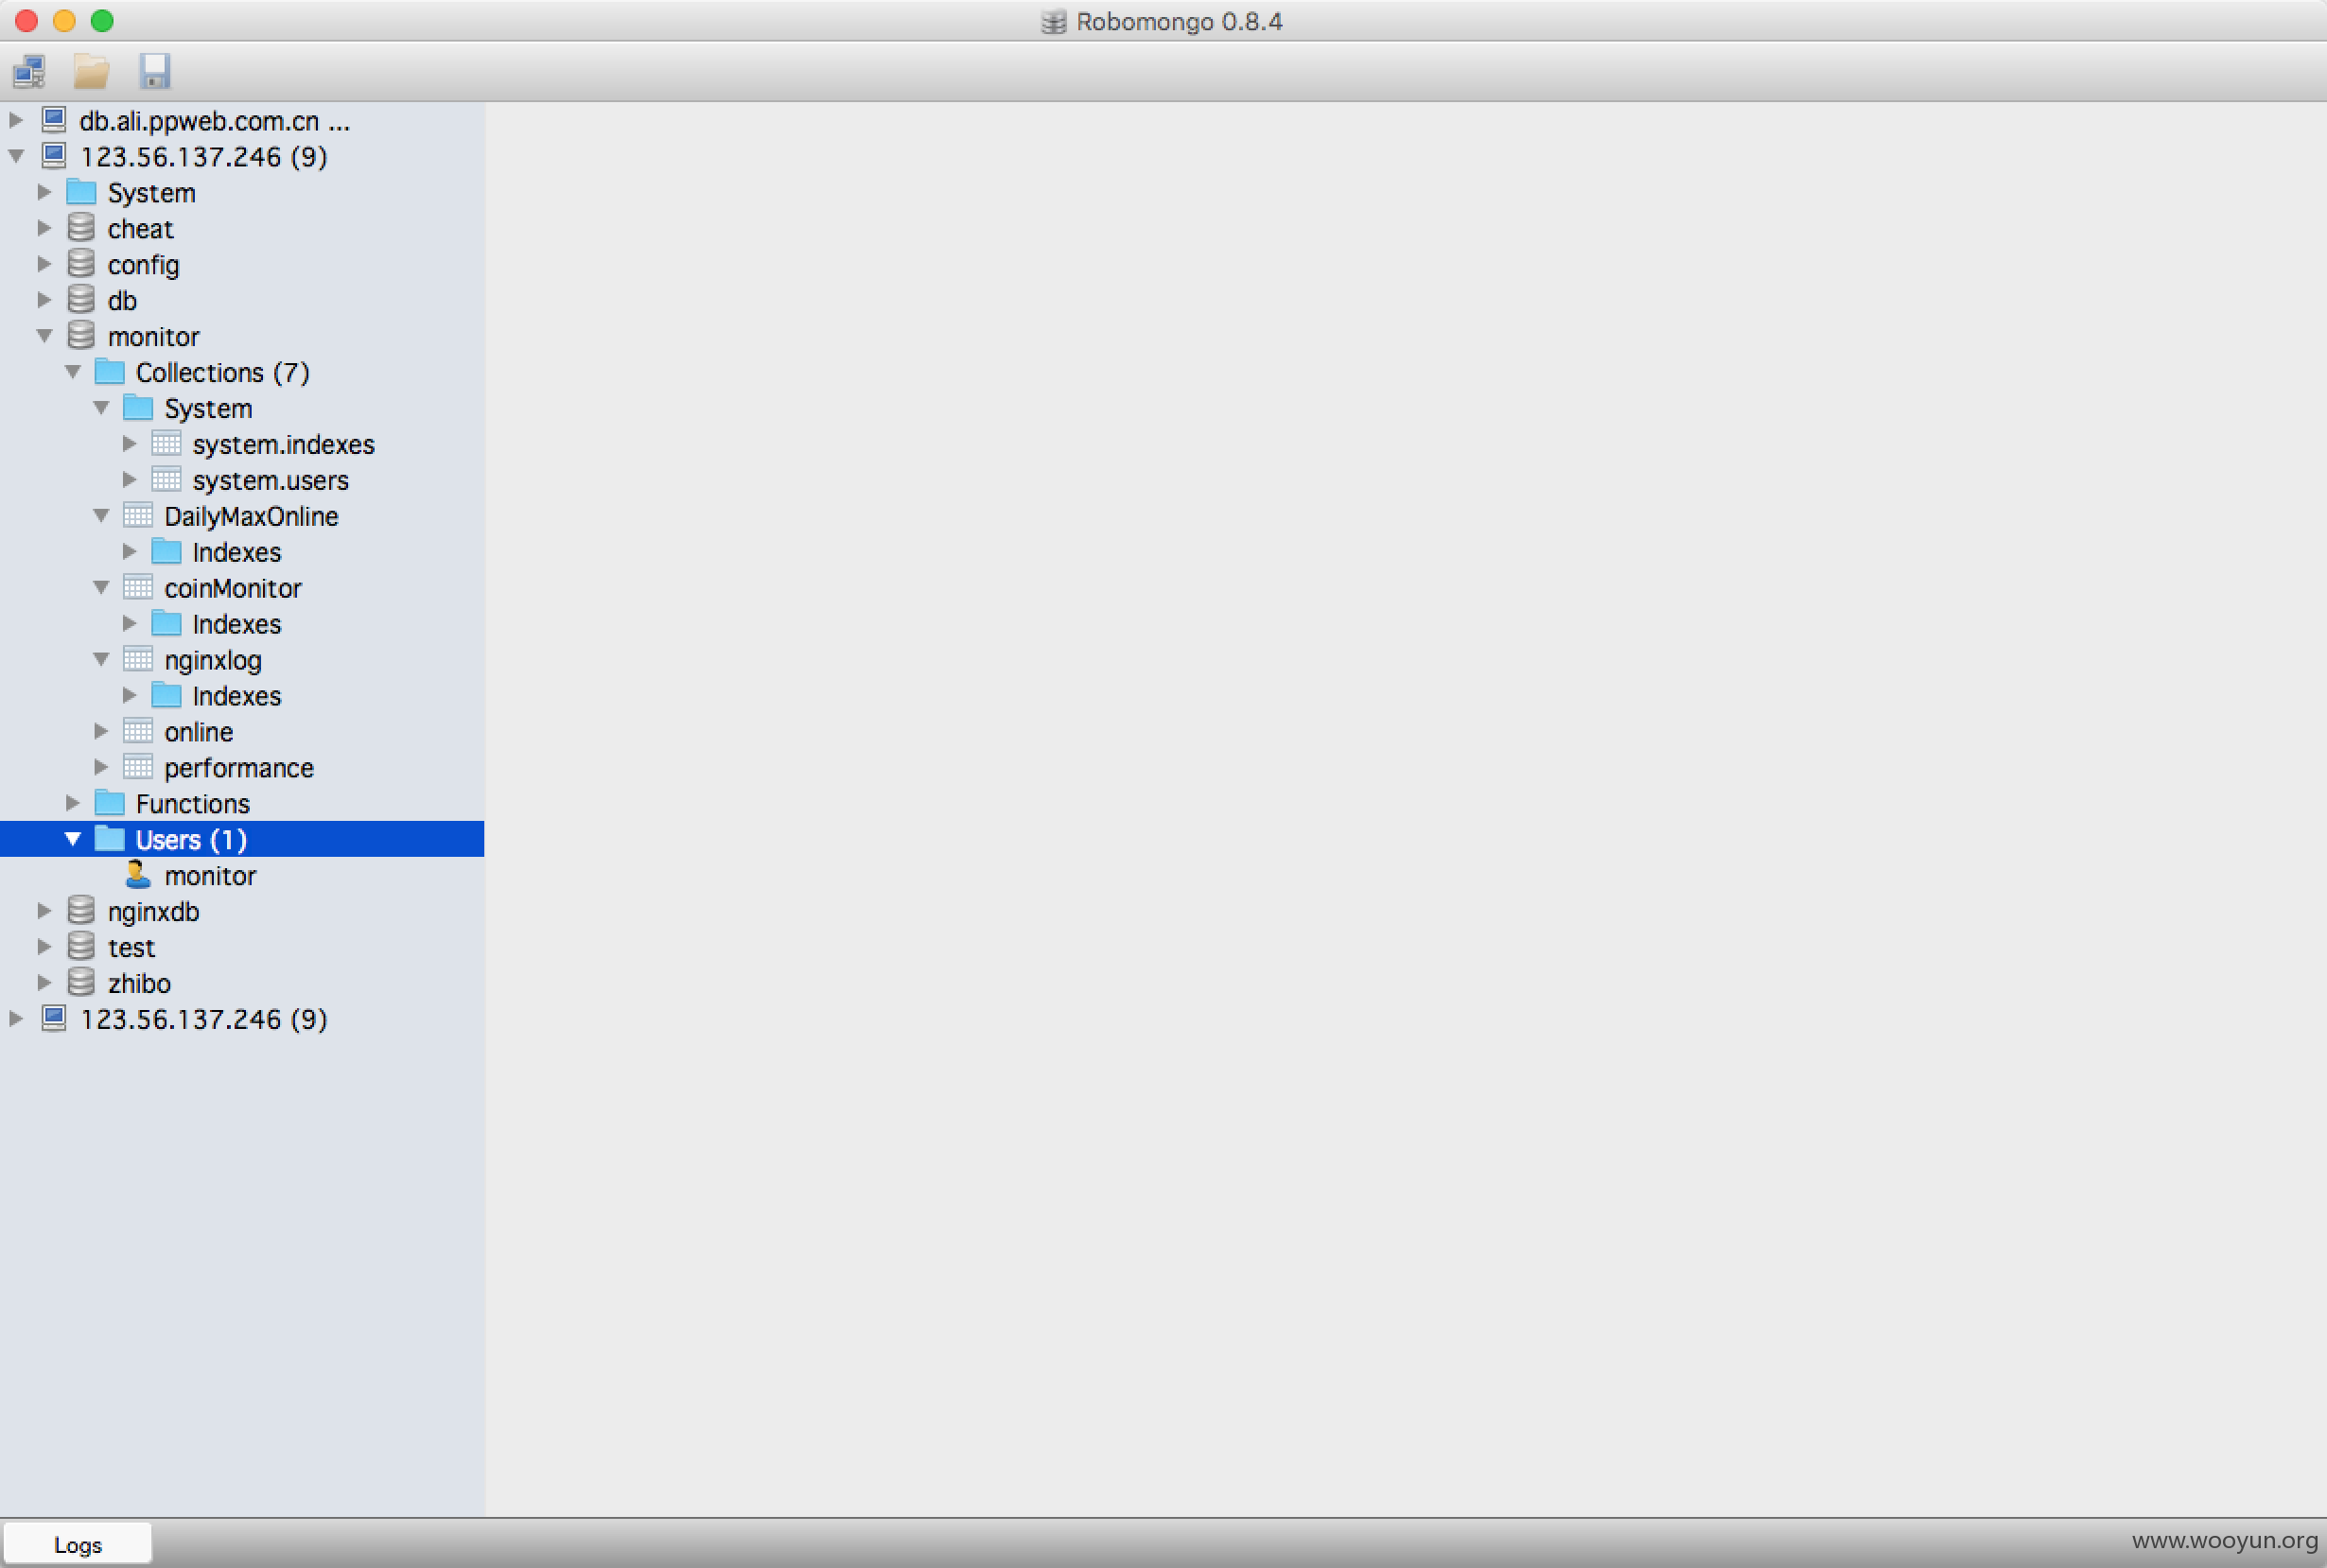 Robomongo 0.8.4
db.ali.ppweb.com.cn ...
123.56.137.246 (9)
System
cheat
config
db
monitor
Collections (7)
System
system.indexes
system.users
DailyMaxOnline
Indexes
coinMonitor
Indexes
nginxlog
Indexes
online
performance
Functions
Users (1)
monitor
nginxdb
test
zhibo
123.56.137.246 (9)
Logs
www.wooyun.org